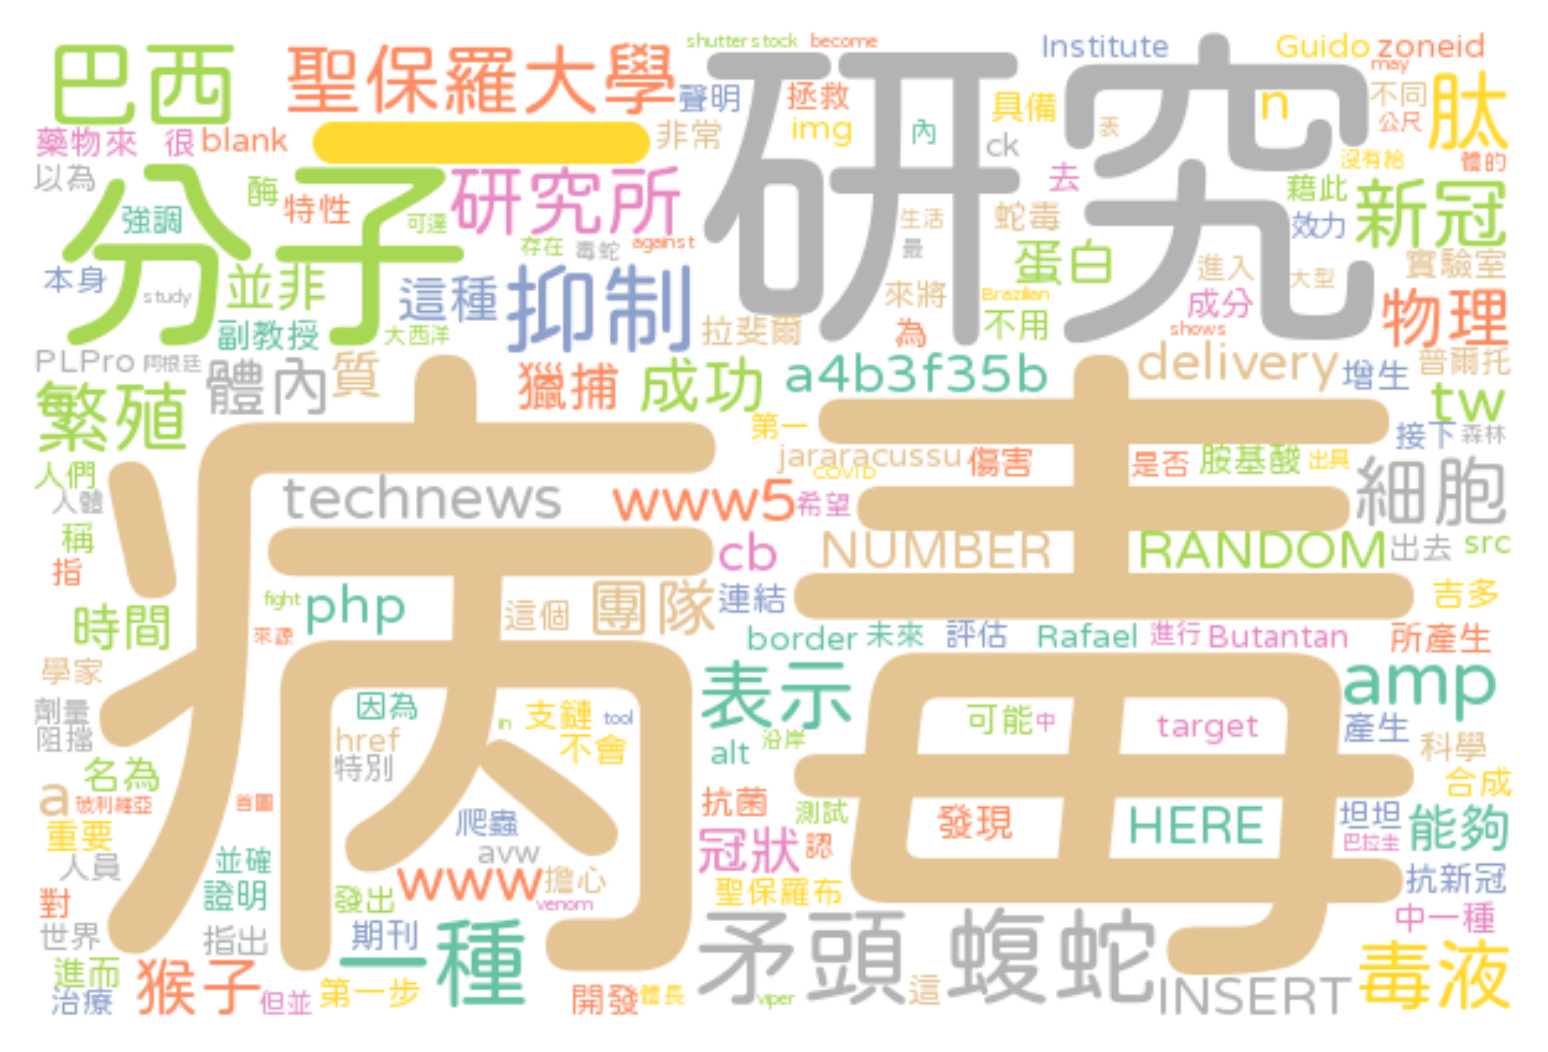 shutterstock become Institute Guido zoneid
may
巴西 聖保羅大學 聲明 拯救 具備 n 不同 肽
img 內 表 公尺
藥物來 很 blank 一 非常 ck 沒有給 體的
以為 酶 研究所 研究 去 藉此 新冠
分子 強調 特性 可達 生活 蛇毒 效力
存在 毒蛇 against 最 蛋白 實驗室
本身 study 並非 這種 抑制 來將 Brazilian 進入 大型
成分 物理
副教授 大西洋 拉斐爾 為 不用 shows
PLPro 阿根廷 體內 質 獵捕 成功 a4b3f35b delivery 增生 普爾托
繁殖 tw
第一 接下 森林
人們 jararacussu 傷害 是否 胺基酸 出具
COVID
人體 technews www5 希望 細胞
稱 cb NUMBER RANDOM 出去 src
指
時間 fight php 這個 團隊 連結 吉多
來源 border 未來 評估 Rafael 進行 Butantan 所產生
學家 病毒
表示 amp
劑量 因為 in 支鏈 tool 可能 中 target 產生
阻擋 href 不會 alt 沿岸 科學
名為 特別 合成
a 玻利維亞 首圖 抗菌 測試 發現 HERE 坦坦 能夠
重要 爬蟲 巴拉圭
人員 並確 avw 冠狀 認
對 證明 發出 www 擔心 聖保羅布 抗新冠
venom 中一種
世界 指出 期刊 一種 矛頭 蝮蛇
進而 猴子 毒液
治療 但並 第一步 開發 體長 viper 這 INSERT